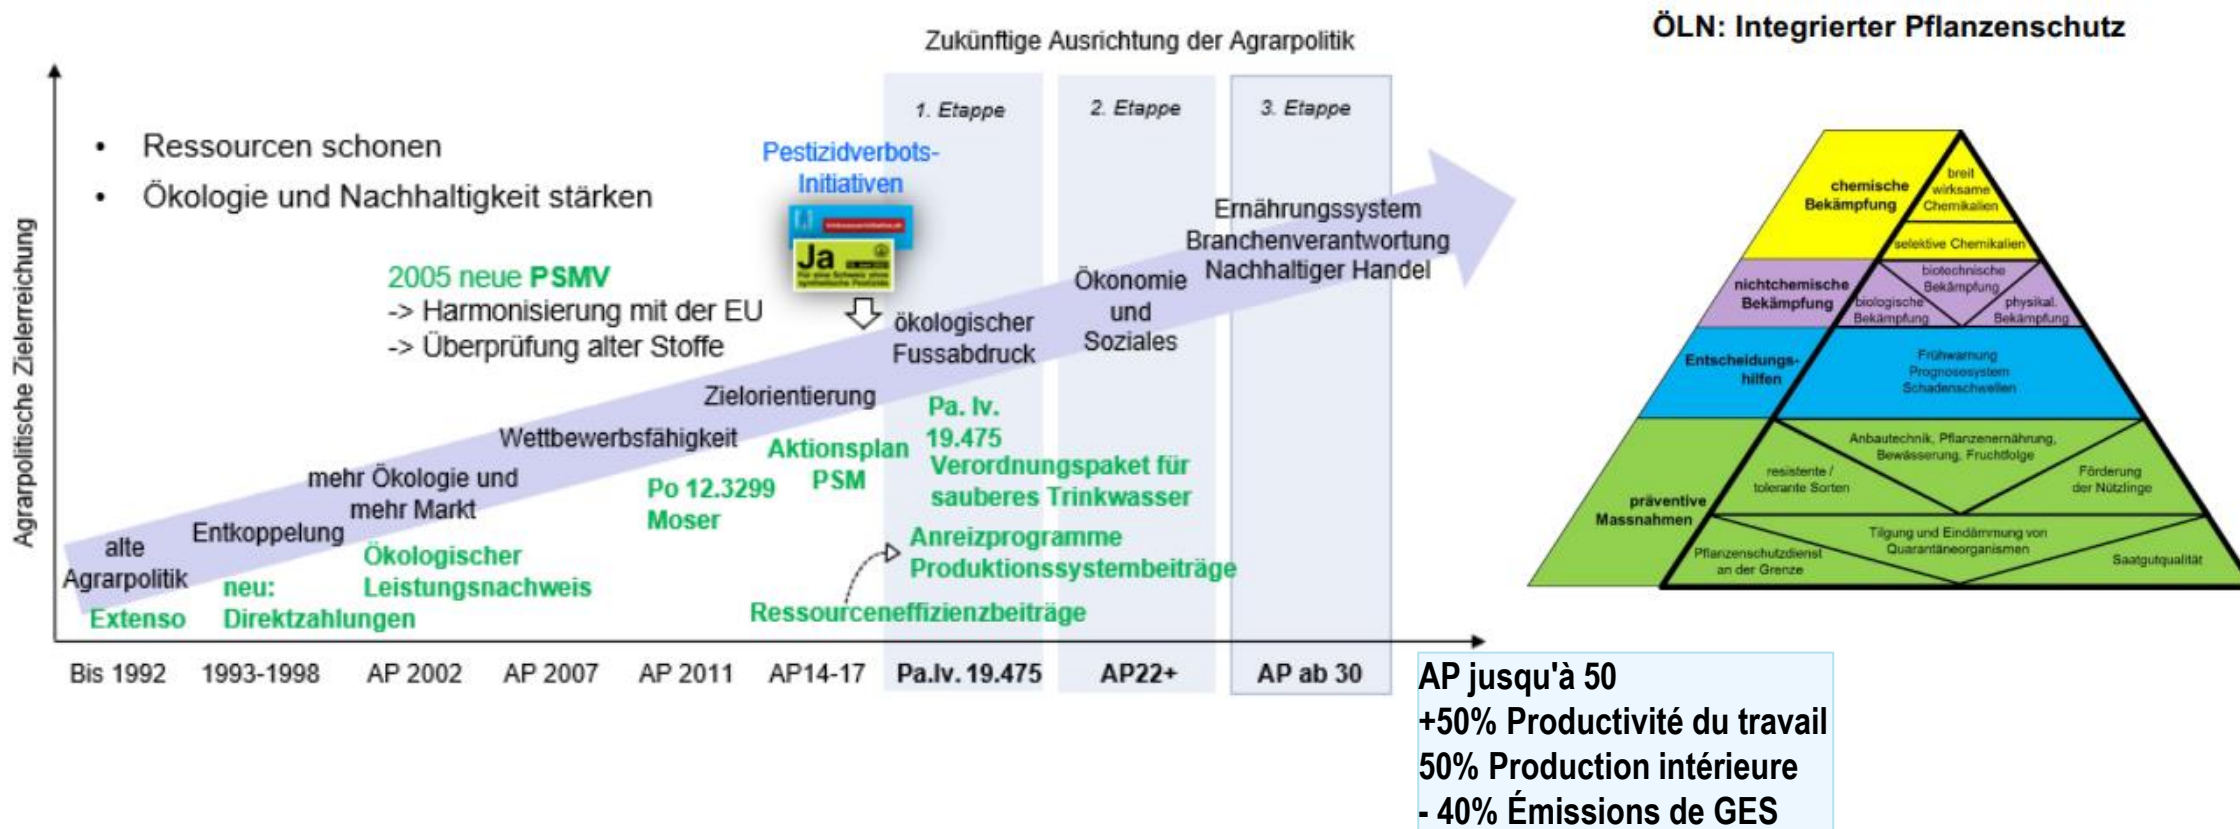 Zukünftige Ausrichtung der Agrarpolitik
1. Etappe
2. Etappe
3. Etappe
Agrarpolitische Zielerreichung
• Ressourcen schonen
• Ökologie und Nachhaltigkeit stärken
Pestizidverbots-
Initiativen
Ja
Für eine Schweiz ohne
synthetische Pestizide
2005 neue PSMV
-> Harmonisierung mit der EU
-> Überprüfung alter Stoffe
Ernährungssystem
Branchenverantwortung
Nachhaltiger Handel
Ökonomie
und
Soziales
ökologischer
Fussabdruck
Zielorientierung
Wettbewerbsfähigkeit
mehr Ökologie und
mehr Markt
Entkoppelung
alte
Agrarpolitik
Extenso
neu:
Direktzahlungen
Ökologischer
Leistungsnachweis
Po 12.3299
Moser
Aktionsplan
PSM
Pa. Iv.
19.475
Verordnungspaket für
sauberes Trinkwasser
Anreizprogramme
Produktionssystembeiträge
Ressourceneffizienzbeiträge
Bis 1992
1993-1998
AP 2002
AP 2007
AP 2011
AP14-17
Pa.Iv. 19.475
AP22+
AP ab 30
AP jusqu'à 50
+50% Productivité du travail
50% Production intérieure
- 40% Émissions de GES
ÖLN: Integrierter Pflanzenschutz
chemische
Bekämpfung
breit
wirksame
Chemikalien
selektive Chemikalien
nichtchemische
Bekämpfung
biotechnische
Bekämpfung
biologische
Bekämpfung
physikal.
Bekämpfung
Entscheidungs-
hilfen
Frühwarnung
Prognosesystem
Schadenschwellen
präventive
Massnahmen
Anbautechnik, Pflanzenernährung,
Bewässerung, Fruchtfolge
resistente /
tolerante Sorten
Förderung
der Nützlinge
Tilgung und Eindämmung von
Quarantäneorganismen
Pflanzenschutzdienst
an der Grenze
Saatgutqualität